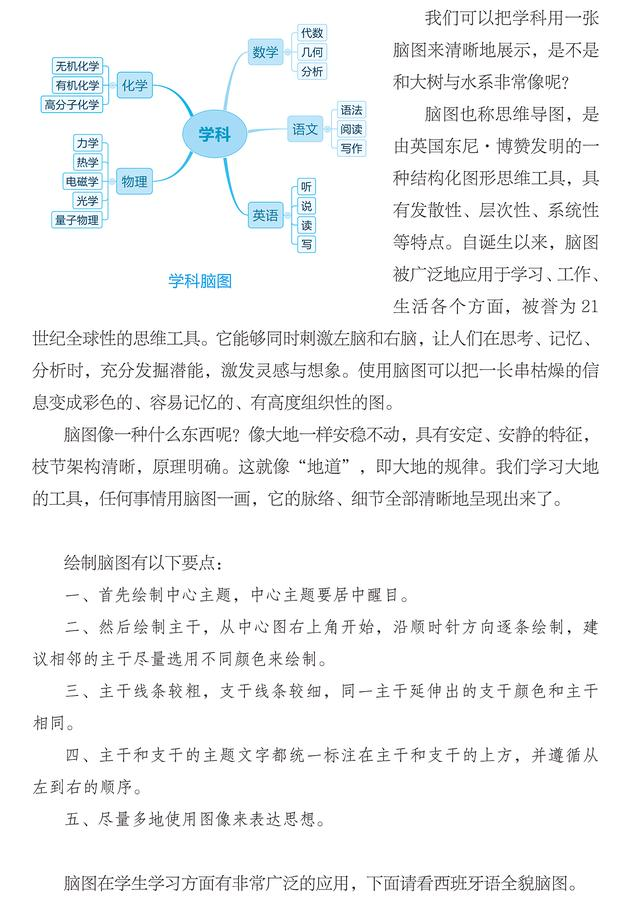 学科
数学
代数
几何
分析
语文
语法
阅读
写作
英语
听
说
读
写
化学
无机化学
有机化学
高分子化学
物理
力学
热学
电磁学
光学
量子物理
学科脑图
我们可以把学科用一张
脑图来清晰地展示，是不是
和大树与水系非常像呢？
脑图也称思维导图，是
由英国东尼·博赞发明的一
种结构化图形思维工具，具
有发散性、层次性、系统性
等特点。自诞生以来，脑图
被广泛地应用于学习、工作、
生活各个方面，被誉为 21
世纪全球性的思维工具。它能够同时刺激左脑和右脑，让人们在思考、记忆、
分析时，充分发掘潜能，激发灵感与想象。使用脑图可以把一长串枯燥的信
息变成彩色的、容易记忆的、有高度组织性的图。
脑图像一种什么东西呢？像大地一样安稳不动，具有安定、安静的特征，
枝节架构清晰，原理明确。这就像“地道”，即大地的规律。我们学习大地
的工具，任何事情用脑图一画，它的脉络、细节全部清晰地呈现出来了。
绘制脑图有以下要点：
一、首先绘制中心主题，中心主题要居中醒目。
二、然后绘制主干，从中心图右上角开始，沿顺时针方向逐条绘制，建
议相邻的主干尽量选用不同颜色来绘制。
三、主干线条较粗，支干线条较细，同一主干延伸出的支干颜色和主干
相同。
四、主干和支干的主题文字都统一标注在主干和支干的上方，并遵循从
左到右的顺序。
五、尽量多地使用图像来表达思想。
脑图在学生学习方面有非常广泛的应用，下面请看西班牙语全貌脑图。